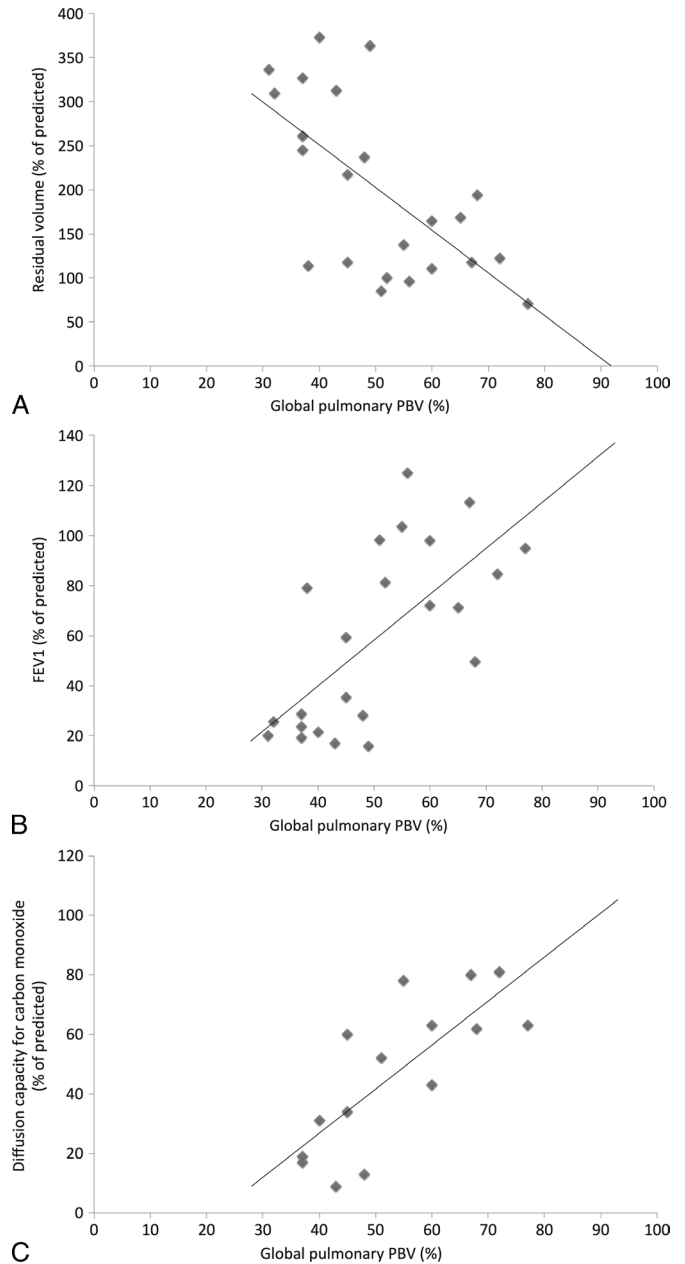 400
350
300
250
200
150
100
50
0
Residual volume (% of predicted)
0 10 20 30 40 50 60 70 80 90 100
Global pulmonary PBV (%)
A
140
120
100
80
60
40
20
0
FEV1 (% of predicted)
0 10 20 30 40 50 60 70 80 90 100
Global pulmonary PBV (%)
B
120
100
80
60
40
20
0
Diffusion capacity for carbon monoxide
(% of predicted)
0 10 20 30 40 50 60 70 80 90 100
Global pulmonary PBV (%)
C